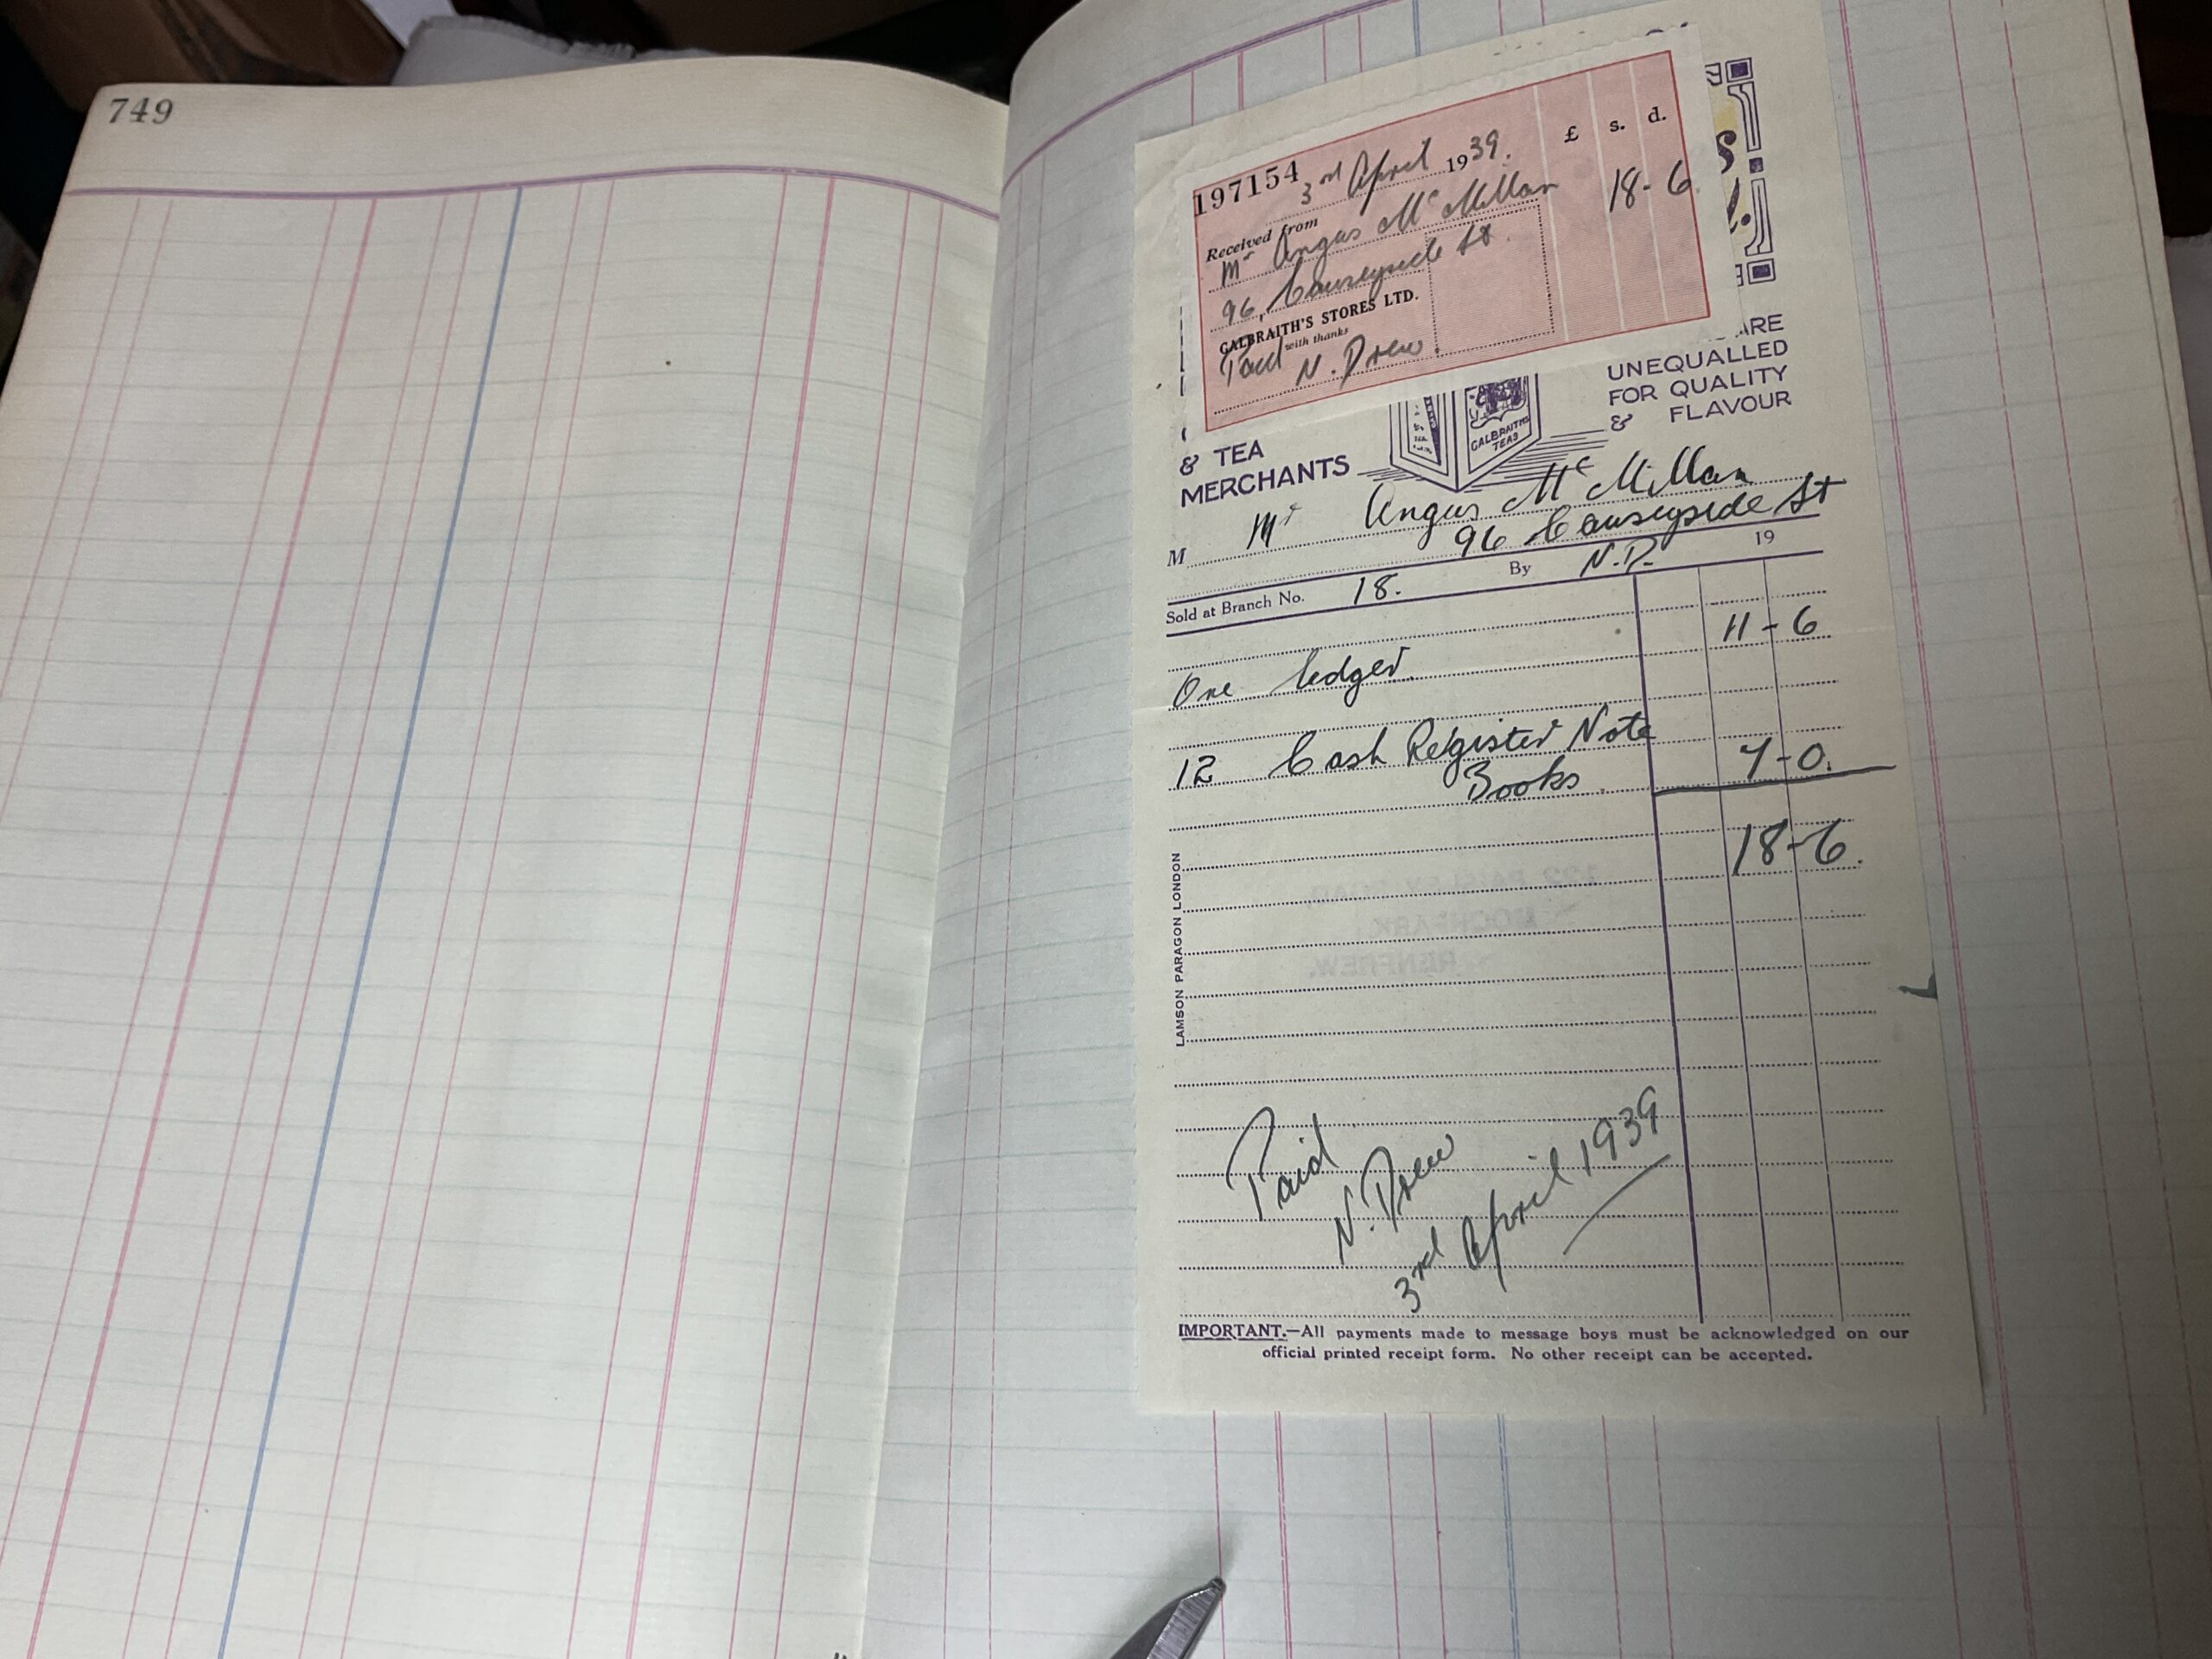 749
197154
3rd April 1939.
£ s. d.
Received from
Mr Angus McMillan
18-6.
96, Causeyside St.
GALBRAITH'S STORES LTD.
Paid with thanks
N. Drew.
ARE
UNEQUALLED
FOR QUALITY
& FLAVOUR
GALBRAITH'S
TEAS
& TEA
MERCHANTS
M Mr Angus McMillan
96 Causeyside St
19
Sold at Branch No. 18. By N.D.
11-6
One Ledger.
12 Cash Register Note
Books. 7-0.
18-6.
LAMSON PARAGON LONDON
RENFREW.
Paid
N. Drew
3rd April 1939
IMPORTANT.—All payments made to message boys must be acknowledged on our
official printed receipt form. No other receipt can be accepted.